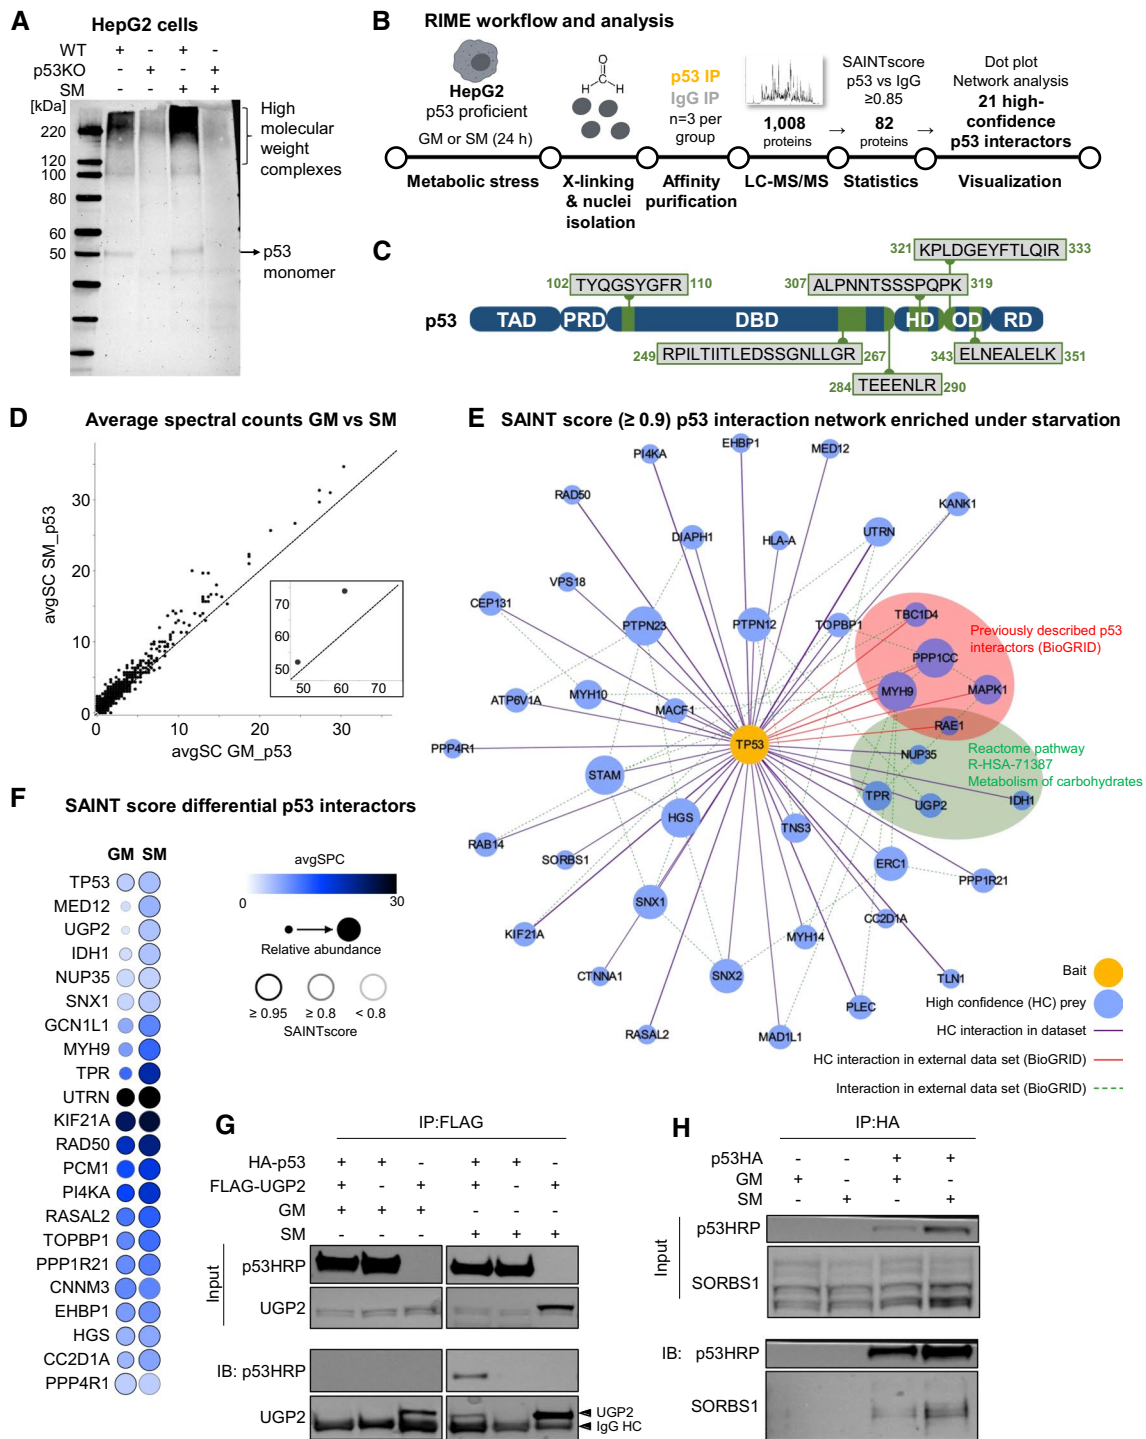 A
HepG2 cells
WT + - + -
p53KO - + - +
SM - - + +
[kDa]
220
120
100
80
60
50
High
molecular
weight
complexes
p53
monomer
B
RIME workflow and analysis
HepG2
p53 proficient
GM or SM (24 h)
O
H H
p53 IP
IgG IP
n=3 per
group
1,008
proteins
→
SAINTscore
p53 vs IgG
≥0.85
82
proteins
→
Dot plot
Network analysis
21 high-
confidence
p53 interactors
Metabolic stress
X-linking
& nuclei
isolation
Affinity
purification
LC-MS/MS
Statistics
Visualization
C
321 KPLDGEYFTLQIR 333
102 TYQGSYGFR 110
307 ALPNNTSSSPQPK 319
p53
TAD PRD DBD HD OD RD
249 RPILTIITLEDSSGNLLGR 267
343 ELNEALELK 351
284 TEEENLR 290
D
Average spectral counts GM vs SM
avgSC SM_p53
30
20
10
0
0 10 20 30
avgSC GM_p53
70
60
50
50 60 70
E
SAINT score (≥ 0.9) p53 interaction network enriched under starvation
EHBP1
MED12
PI4KA
RAD50
KANK1
DIAPH1
HLA-A
UTRN
VPS18
CEP131
PTPN23
PTPN12
TOPBP1
TBC1D4
Previously described p53
interactors (BioGRID)
PPP1CC
MYH9
MAPK1
ATP6V1A
MYH10
MACF1
RAE1
PPP4R1
TP53
NUP35
Reactome pathway
R-HSA-71387
Metabolism of carbohydrates
STAM
TPR
UGP2
IDH1
HGS
TNS3
RAB14
SORBS1
ERC1
PPP1R21
SNX1
CC2D1A
KIF21A
MYH14
CTNNA1
SNX2
TLN1
PLEC
RASAL2
MAD1L1
Bait
High confidence (HC) prey
HC interaction in dataset
HC interaction in external data set (BioGRID)
Interaction in external data set (BioGRID)
F
SAINT score differential p53 interactors
GM SM
TP53
MED12
UGP2
IDH1
NUP35
SNX1
GCN1L1
MYH9
TPR
UTRN
KIF21A
RAD50
PCM1
PI4KA
RASAL2
TOPBP1
PPP1R21
CNNM3
EHBP1
HGS
CC2D1A
PPP4R1
avgSPC
0 30
Relative abundance
≥ 0.95 ≥ 0.8 < 0.8
SAINTscore
G
IP:FLAG
HA-p53 + + - + + -
FLAG-UGP2 + - + + - +
GM + + + - - -
SM - - - + + +
Input
p53HRP
UGP2
IB: p53HRP
UGP2
UGP2
IgG HC
H
IP:HA
p53HA - - + +
GM + - + -
SM - + - +
Input
p53HRP
SORBS1
IB: p53HRP
SORBS1